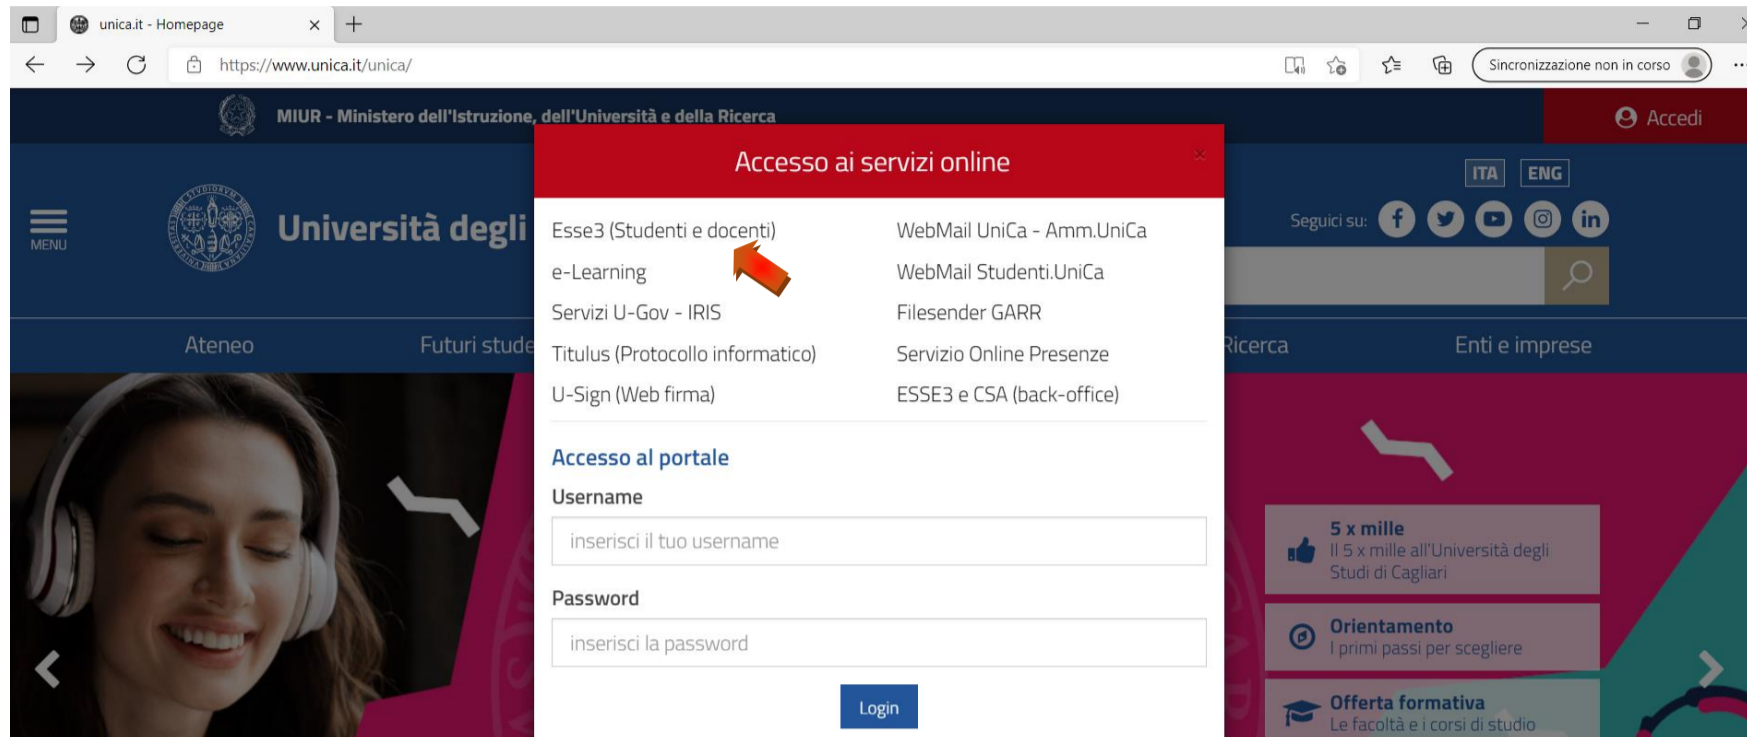 unica.it - Homepage
https://www.unica.it/unica/
Sincronizzazione non in corso
MIUR - Ministero dell'Istruzione, dell'Università e della Ricerca
Accedi
Accesso ai servizi online
×
ITA ENG
MENU
Università degli
Seguici su:
Esse3 (Studenti e docenti)
WebMail UniCa - Amm.UniCa
e-Learning
WebMail Studenti.UniCa
Servizi U-Gov - IRIS
Filesender GARR
Titulus (Protocollo informatico)
Servizio Online Presenze
U-Sign (Web firma)
ESSE3 e CSA (back-office)
Ateneo
Futuri stude
Ricerca
Enti e imprese
Accesso al portale
Username
inserisci il tuo username
Password
inserisci la password
Login
5 x mille
Il 5 x mille all'Università degli
Studi di Cagliari
Orientamento
I primi passi per scegliere
Offerta formativa
Le facoltà e i corsi di studio